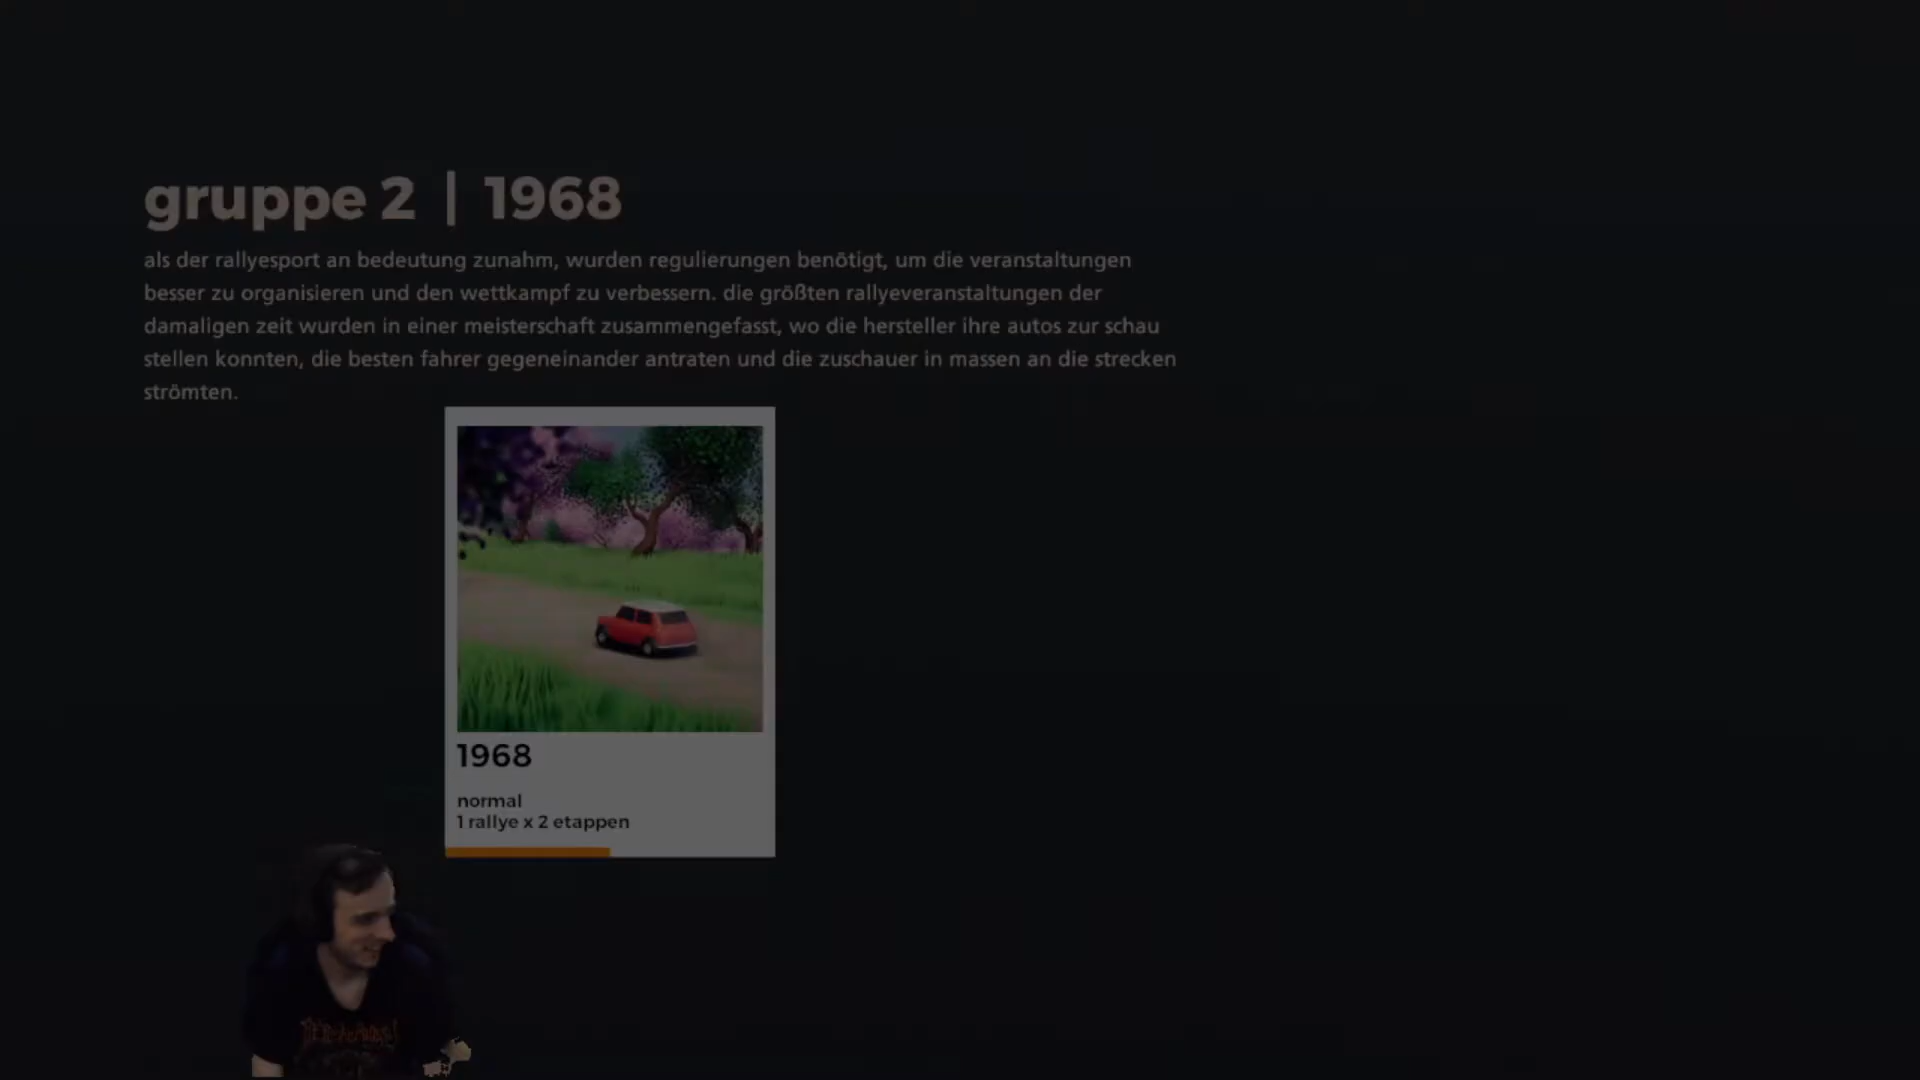 gruppe 2 | 1968
als der rallyesport an bedeutung zunahm, wurden regulierungen benötigt, um die veranstaltungen
besser zu organisieren und den wettkampf zu verbessern. die größten rallyeveranstaltungen der
damaligen zeit wurden in einer meisterschaft zusammengefasst, wo die hersteller ihre autos zur schau
stellen konnten, die besten fahrer gegeneinander antraten und die zuschauer in massen an die strecken
strömten.
1968
normal
1 rallye x 2 etappen